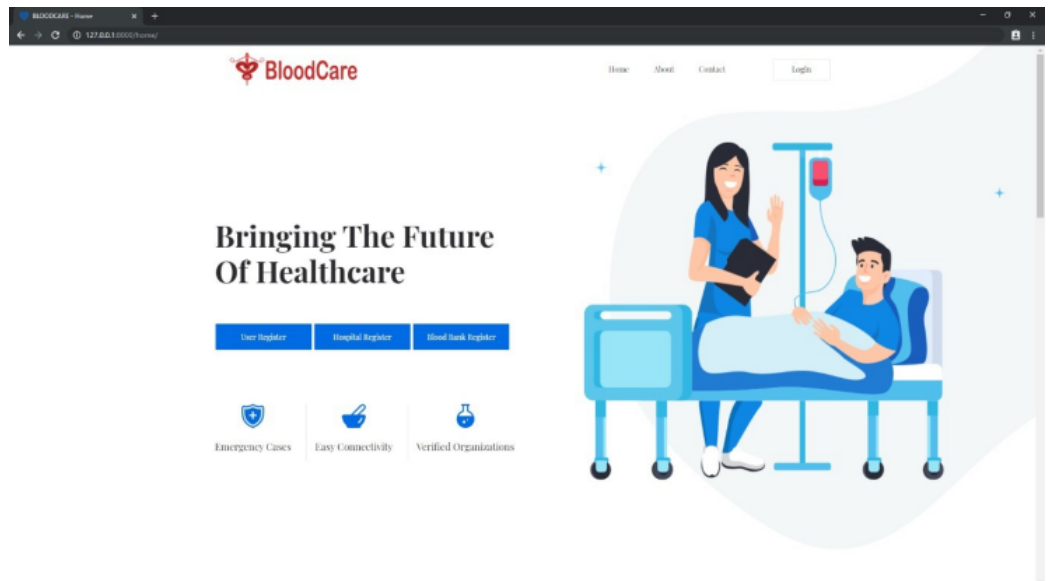 BLOODCARE - Home
127.0.0.1:8000/home/
BloodCare
Home About Contact Login
Bringing The Future
Of Healthcare
User Register Hospital Register Blood Bank Register
Emergency Cases Easy Connectivity Verified Organizations